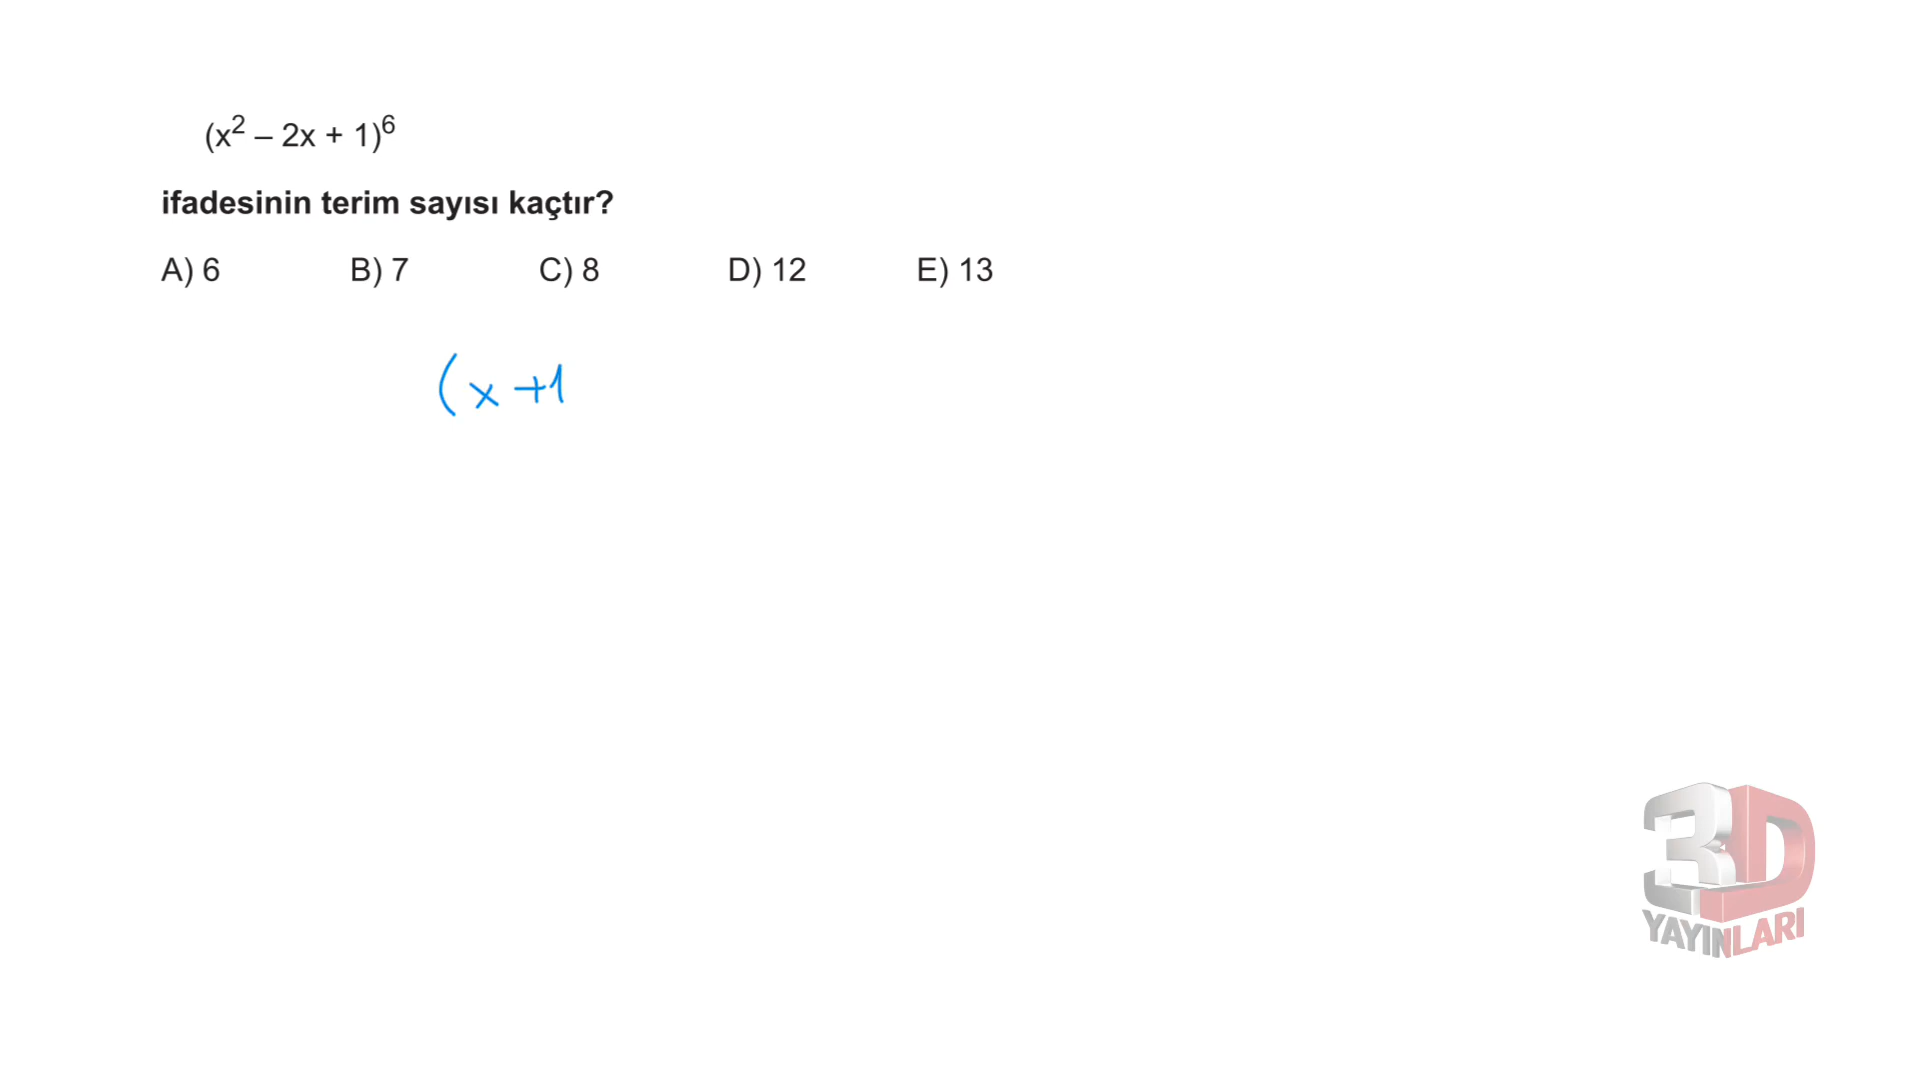 (x² – 2x + 1)⁶
ifadesinin terim sayısı kaçtır?
A) 6 B) 7 C) 8 D) 12 E) 13
(x +1
3D
YAYINLARI